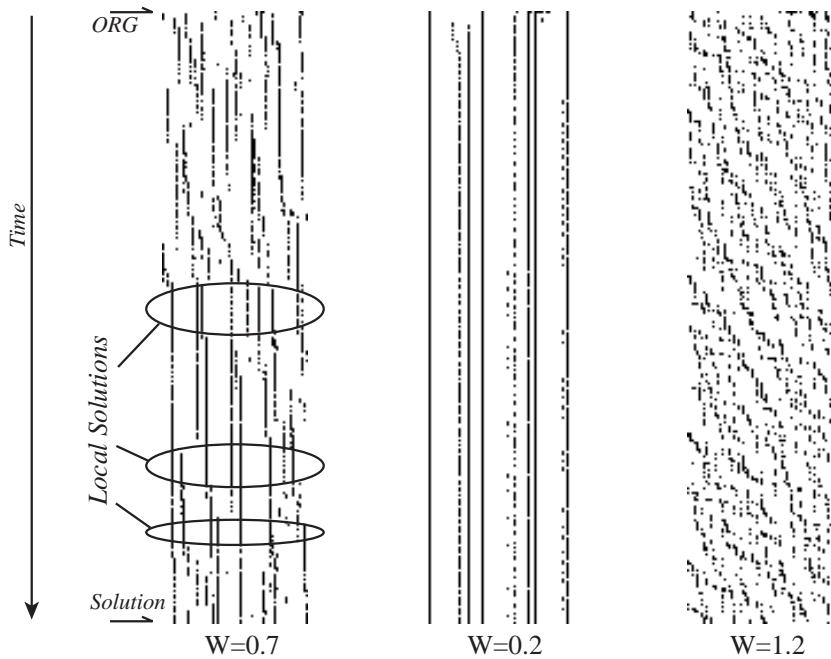 ORG
Time
Local Solutions
Solution
W=0.7
W=0.2
W=1.2